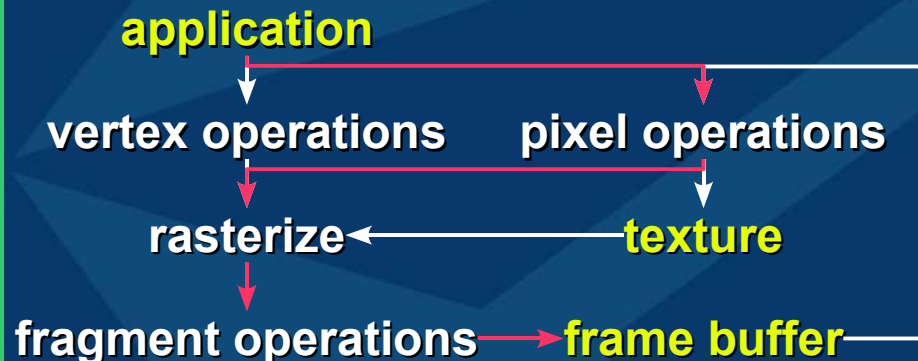 application
vertex operations pixel operations
rasterize texture
fragment operations frame buffer